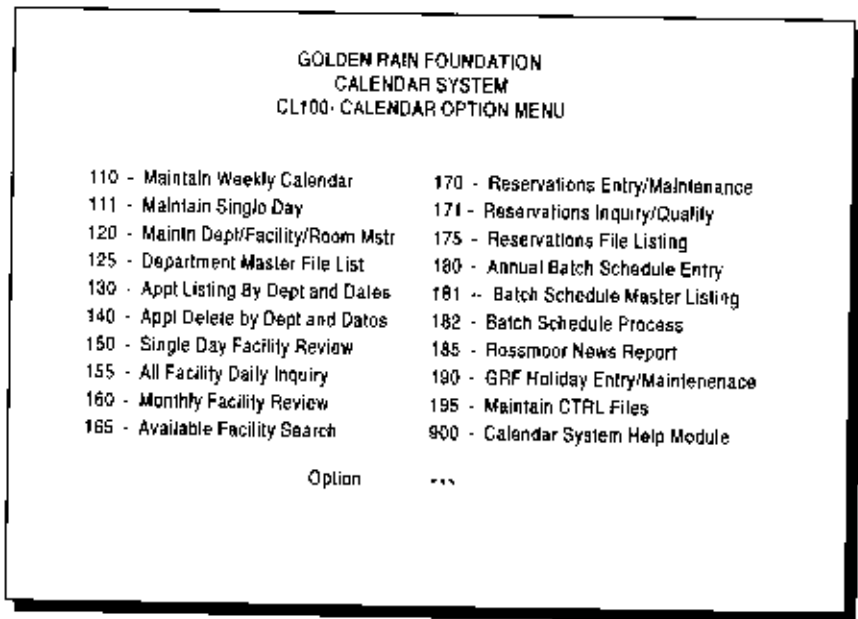 GOLDEN RAIN FOUNDATION
CALENDAR SYSTEM
CL100- CALENDAR OPTION MENU
110 - Maintain Weekly Calendar
111 - Maintain Single Day
120 - Maintn Dept/Facility/Room Mstr
125 - Department Master File List
130 - Appt Listing By Dept and Dates
140 - Appt Delete by Dept and Dates
150 - Single Day Facility Review
155 - All Facility Daily Inquiry
160 - Monthly Facility Review
165 - Available Facility Search
170 - Reservations Entry/Maintenance
171 - Reservations Inquiry/Qualify
175 - Reservations File Listing
180 - Annual Batch Schedule Entry
181 -- Batch Schedule Master Listing
182 - Batch Schedule Process
185 - Rossmoor News Report
190 - GRF Holiday Entry/Maintenenace
195 - Maintain CTRL Files
900 - Calendar System Help Module
Option